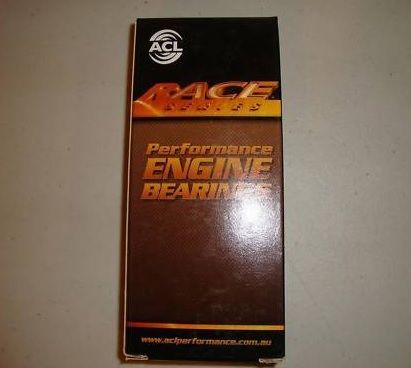 ACL
RACE
SERIES
Performance
ENGINE
BEARINGS
www.aclperformance.com.au